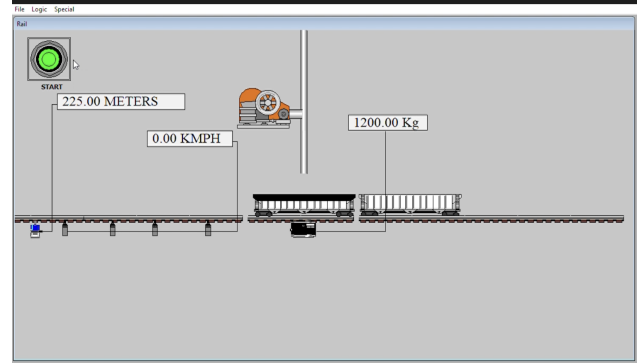 File Logic Special
Rail
START
225.00 METERS
0.00 KMPH
1200.00 Kg